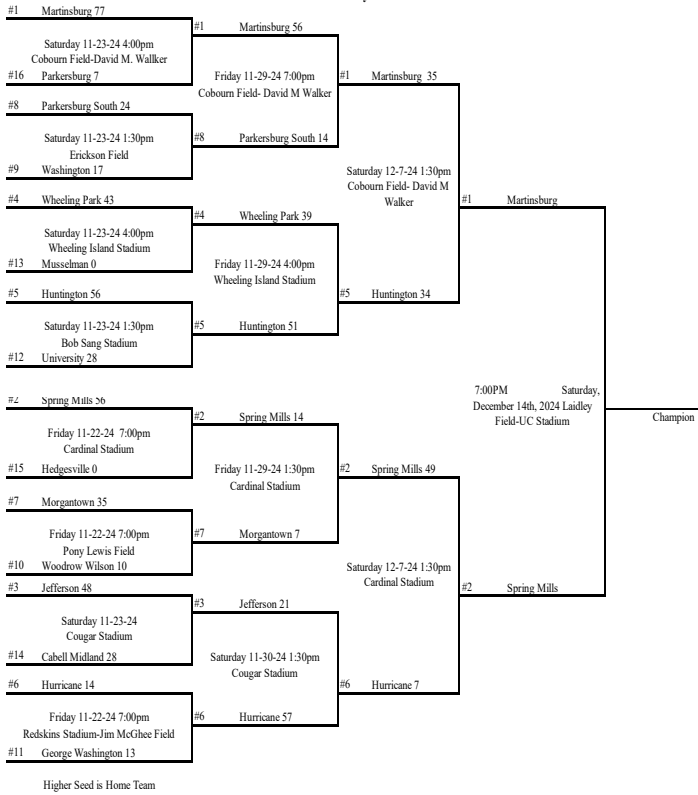 #1 Martinsburg 77
Saturday 11-23-24 4:00pm
Cobourn Field-David M. Wallker
#16 Parkersburg 7
#8 Parkersburg South 24
Saturday 11-23-24 1:30pm
Erickson Field
#9 Washington 17
#4 Wheeling Park 43
Saturday 11-23-24 4:00pm
Wheeling Island Stadium
#13 Musselman 0
#5 Huntington 56
Saturday 11-23-24 1:30pm
Bob Sang Stadium
#12 University 28
#2 Spring Mills 56
Friday 11-22-24 7:00pm
Cardinal Stadium
#15 Hedgesville 0
#7 Morgantown 35
Friday 11-22-24 7:00pm
Pony Lewis Field
#10 Woodrow Wilson 10
#3 Jefferson 48
Saturday 11-23-24
Cougar Stadium
#14 Cabell Midland 28
#6 Hurricane 14
Friday 11-22-24 7:00pm
Redskins Stadium-Jim McGhee Field
#11 George Washington 13
Higher Seed is Home Team
#1 Martinsburg 56
Friday 11-29-24 7:00pm
Cobourn Field- David M Walker
#8 Parkersburg South 14
#4 Wheeling Park 39
Friday 11-29-24 4:00pm
Wheeling Island Stadium
#5 Huntington 51
#2 Spring Mills 14
Friday 11-29-24 1:30pm
Cardinal Stadium
#7 Morgantown 7
#3 Jefferson 21
Saturday 11-30-24 1:30pm
Cougar Stadium
#6 Hurricane 57
#1 Martinsburg 35
Saturday 12-7-24 1:30pm
Cobourn Field- David M
Walker
#5 Huntington 34
#2 Spring Mills 49
Saturday 12-7-24 1:30pm
Cardinal Stadium
#6 Hurricane 7
#1 Martinsburg
7:00PM Saturday,
December 14th, 2024 Laidley
Field-UC Stadium
#2 Spring Mills
Champion